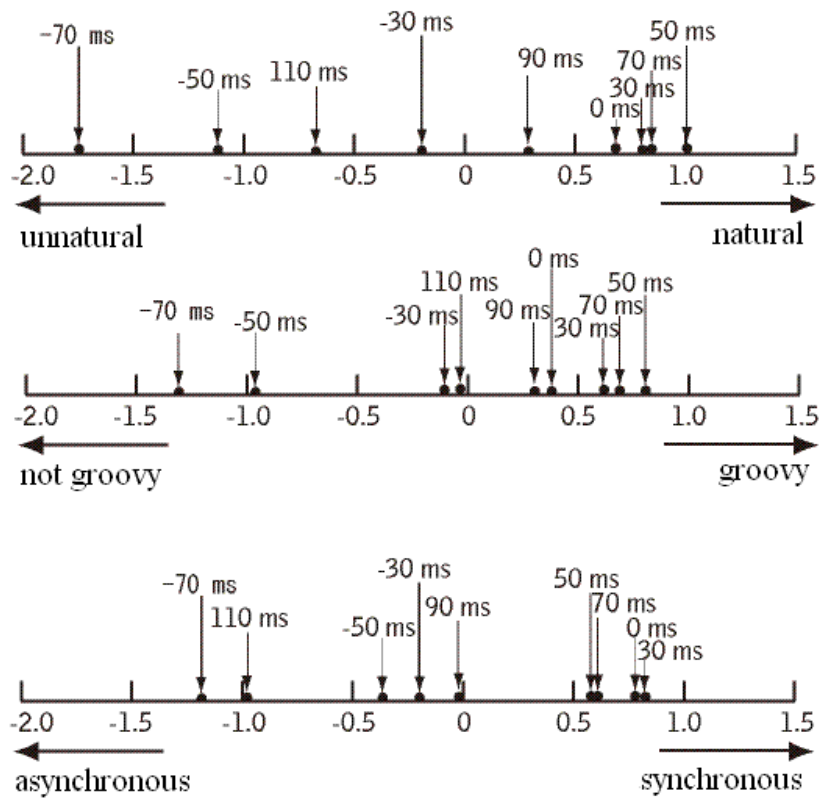 -70 ms -50 ms 110 ms -30 ms 90 ms 0 ms 30 ms 70 ms 50 ms
-2.0 -1.5 -1.0 -0.5 0 0.5 1.0 1.5
unnatural natural
-70 ms -50 ms -30 ms 110 ms 90 ms 0 ms 30 ms 70 ms 50 ms
-2.0 -1.5 -1.0 -0.5 0 0.5 1.0 1.5
not groovy groovy
-70 ms 110 ms -50 ms -30 ms 90 ms 50 ms 70 ms 0 ms 30 ms
-2.0 -1.5 -1.0 -0.5 0 0.5 1.0 1.5
asynchronous synchronous